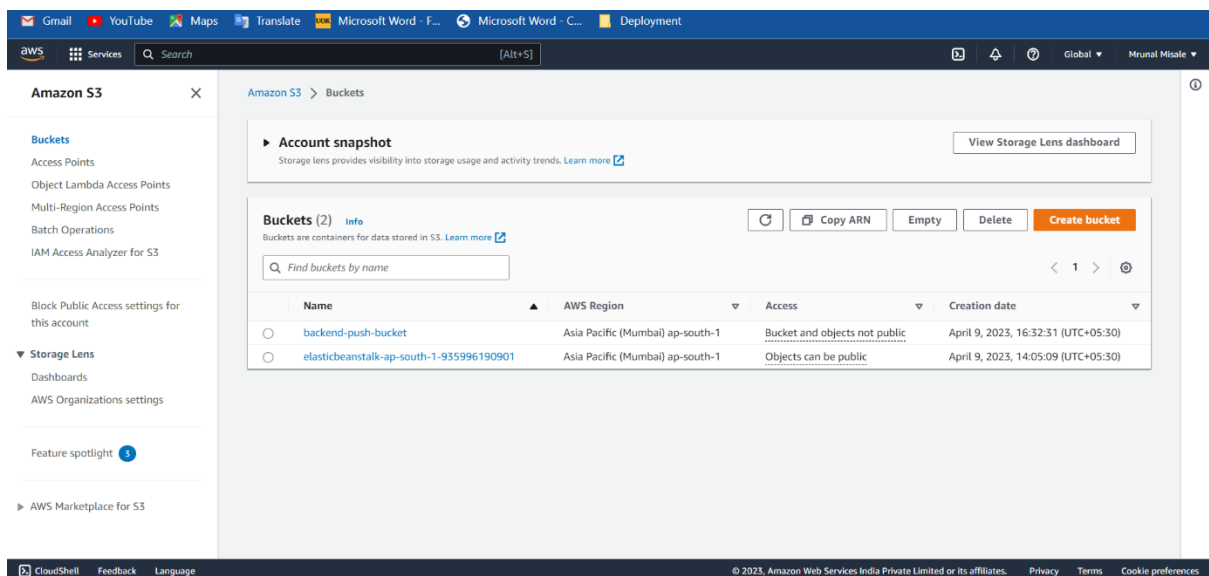 Gmail YouTube Maps Translate UOK Microsoft Word - F... Microsoft Word - C... Deployment
aws Services Search [Alt+S] Global Mrunal Misale
Amazon S3
Buckets
Access Points
Object Lambda Access Points
Multi-Region Access Points
Batch Operations
IAM Access Analyzer for S3
Block Public Access settings for
this account
Storage Lens
Dashboards
AWS Organizations settings
Feature spotlight 3
AWS Marketplace for S3
Amazon S3 > Buckets
Account snapshot
Storage lens provides visibility into storage usage and activity trends. Learn more
View Storage Lens dashboard
Buckets (2) Info
Buckets are containers for data stored in S3. Learn more
Copy ARN Empty Delete Create bucket
Find buckets by name
< 1 >
Name AWS Region Access Creation date
backend-push-bucket Asia Pacific (Mumbai) ap-south-1 Bucket and objects not public April 9, 2023, 16:32:31 (UTC+05:30)
elasticbeanstalk-ap-south-1-935996190901 Asia Pacific (Mumbai) ap-south-1 Objects can be public April 9, 2023, 14:05:09 (UTC+05:30)
CloudShell Feedback Language © 2023, Amazon Web Services India Private Limited or its affiliates. Privacy Terms Cookie preferences